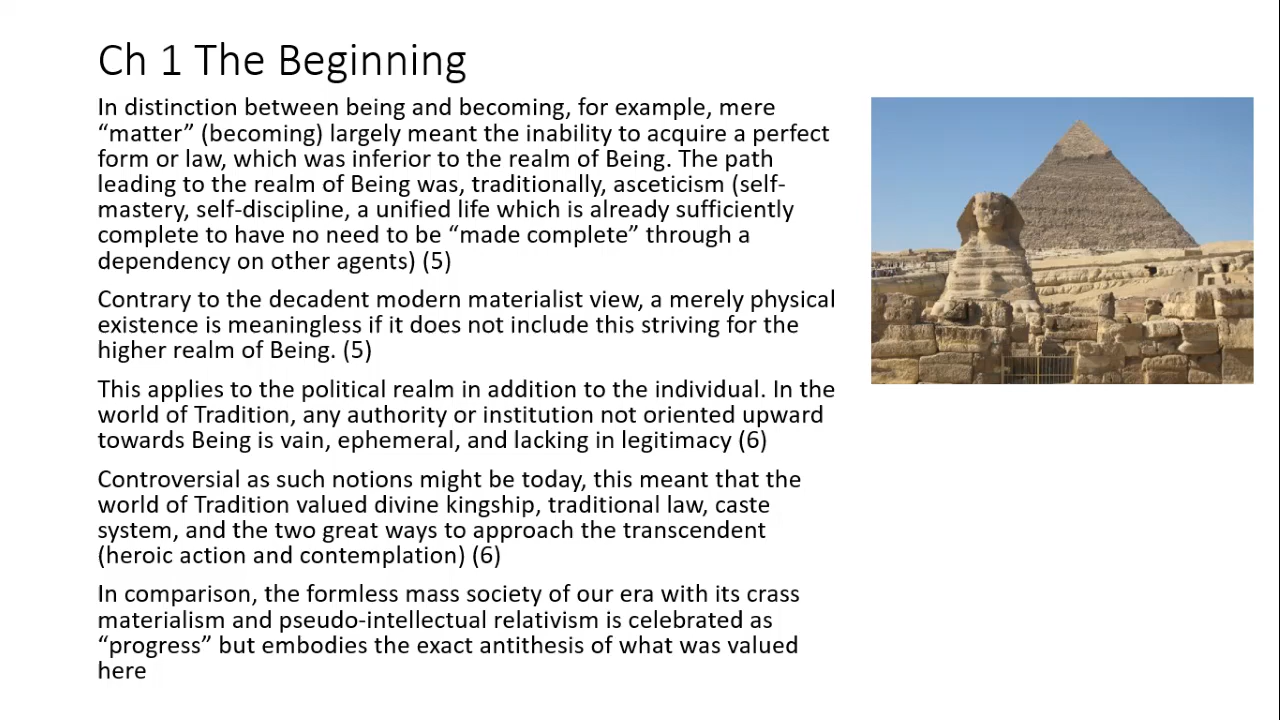 Ch 1 The Beginning
In distinction between being and becoming, for example, mere
“matter” (becoming) largely meant the inability to acquire a perfect
form or law, which was inferior to the realm of Being. The path
leading to the realm of Being was, traditionally, asceticism (self-
mastery, self-discipline, a unified life which is already sufficiently
complete to have no need to be “made complete” through a
dependency on other agents) (5)
Contrary to the decadent modern materialist view, a merely physical
existence is meaningless if it does not include this striving for the
higher realm of Being. (5)
This applies to the political realm in addition to the individual. In the
world of Tradition, any authority or institution not oriented upward
towards Being is vain, ephemeral, and lacking in legitimacy (6)
Controversial as such notions might be today, this meant that the
world of Tradition valued divine kingship, traditional law, caste
system, and the two great ways to approach the transcendent
(heroic action and contemplation) (6)
In comparison, the formless mass society of our era with its crass
materialism and pseudo-intellectual relativism is celebrated as
“progress” but embodies the exact antithesis of what was valued
here